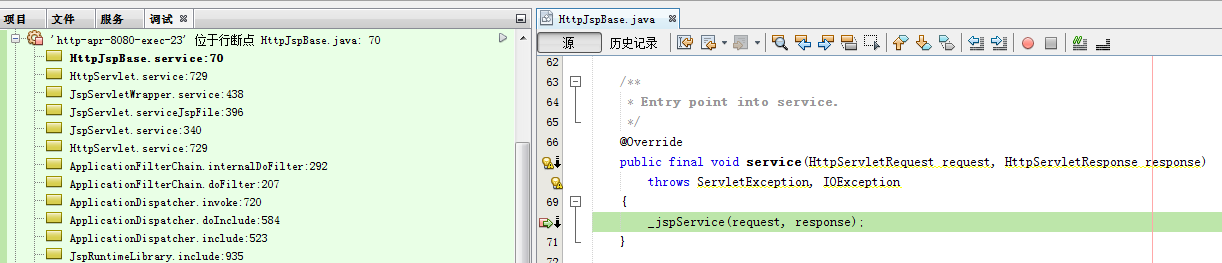 项目
文件
服务
调试
'http-apr-8080-exec-23' 位于行断点 HttpJspBase.java: 70
HttpJspBase.service:70
HttpServlet.service:729
JspServletWrapper.service:438
JspServlet.serviceJspFile:396
JspServlet.service:340
HttpServlet.service:729
ApplicationFilterChain.internalDoFilter:292
ApplicationFilterChain.doFilter:207
ApplicationDispatcher.invoke:720
ApplicationDispatcher.doInclude:584
ApplicationDispatcher.include:523
JspRuntimeLibrary.include:935
HttpJspBase.java
源
历史记录
62
63 /**
64 * Entry point into service.
65 */
66 @Override
public final void service(HttpServletRequest request, HttpServletResponse response)
throws ServletException, IOException
69 {
_jspService(request, response);
71 }
72